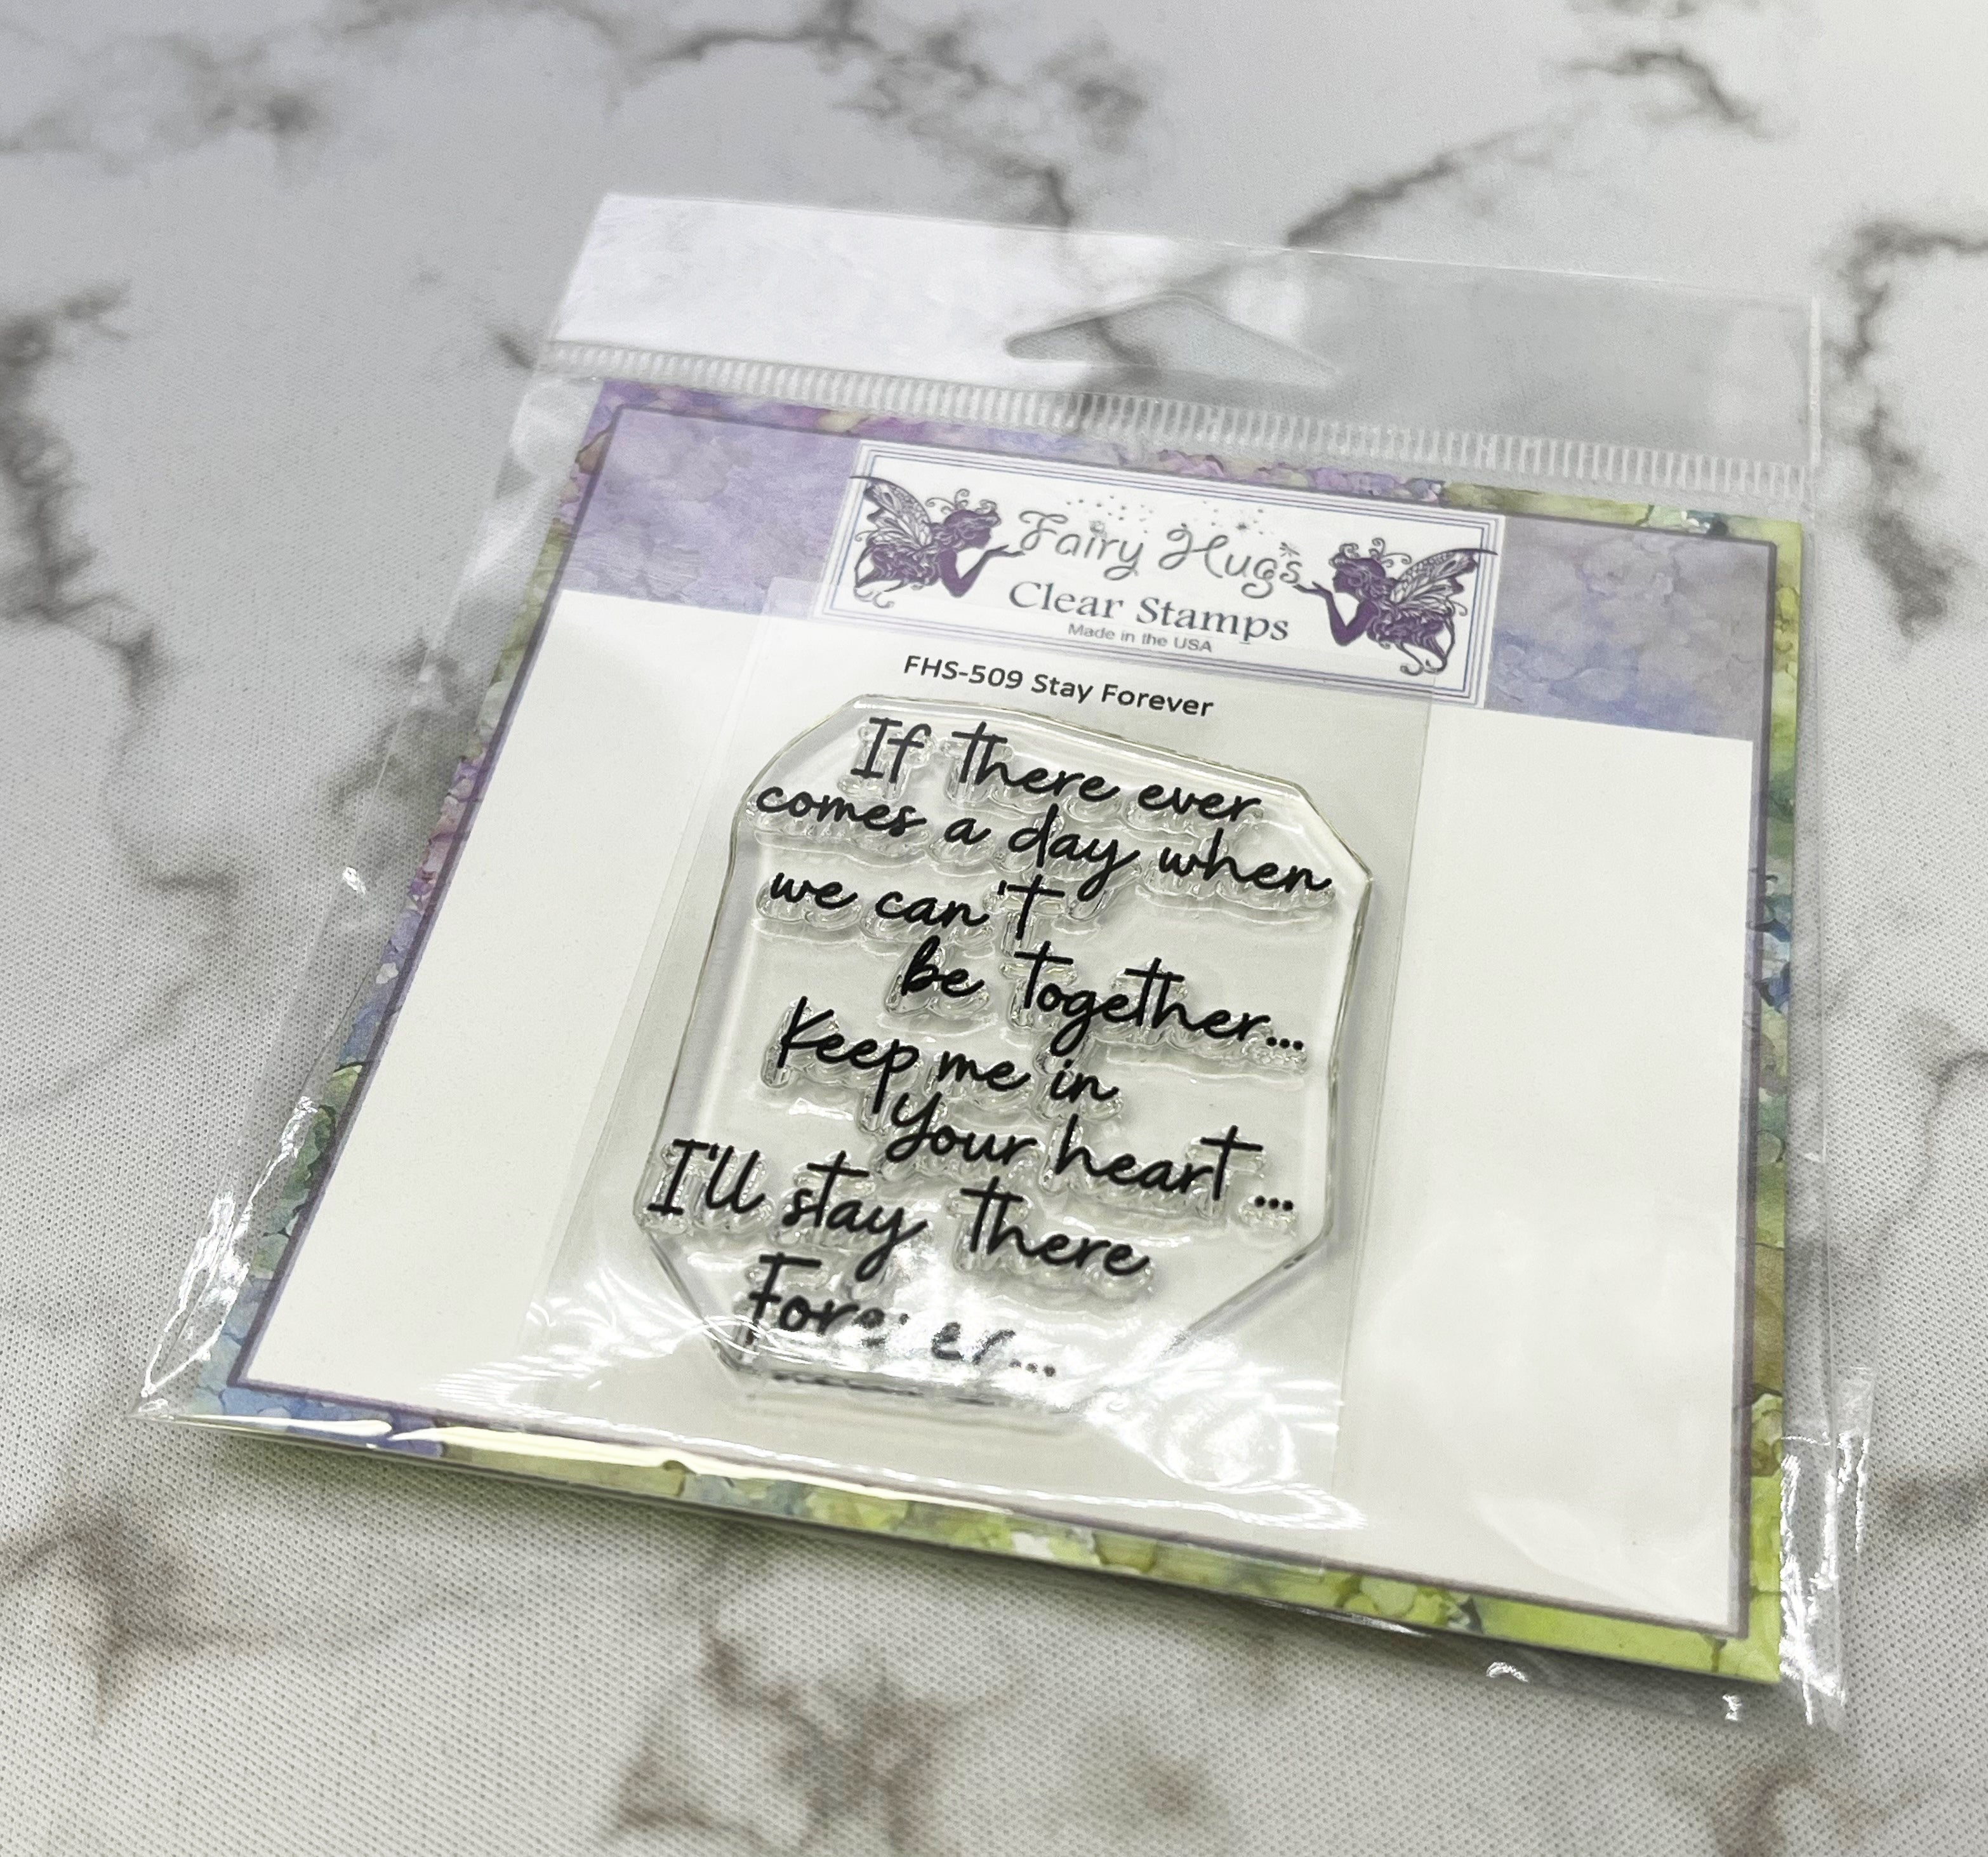 Fairy Hugs
Clear Stamps
Made in the USA
FHS-509 Stay Forever
If there ever
comes a day when
we can't
be together...
Keep me in
your heart ...
I'll stay there
Forever...